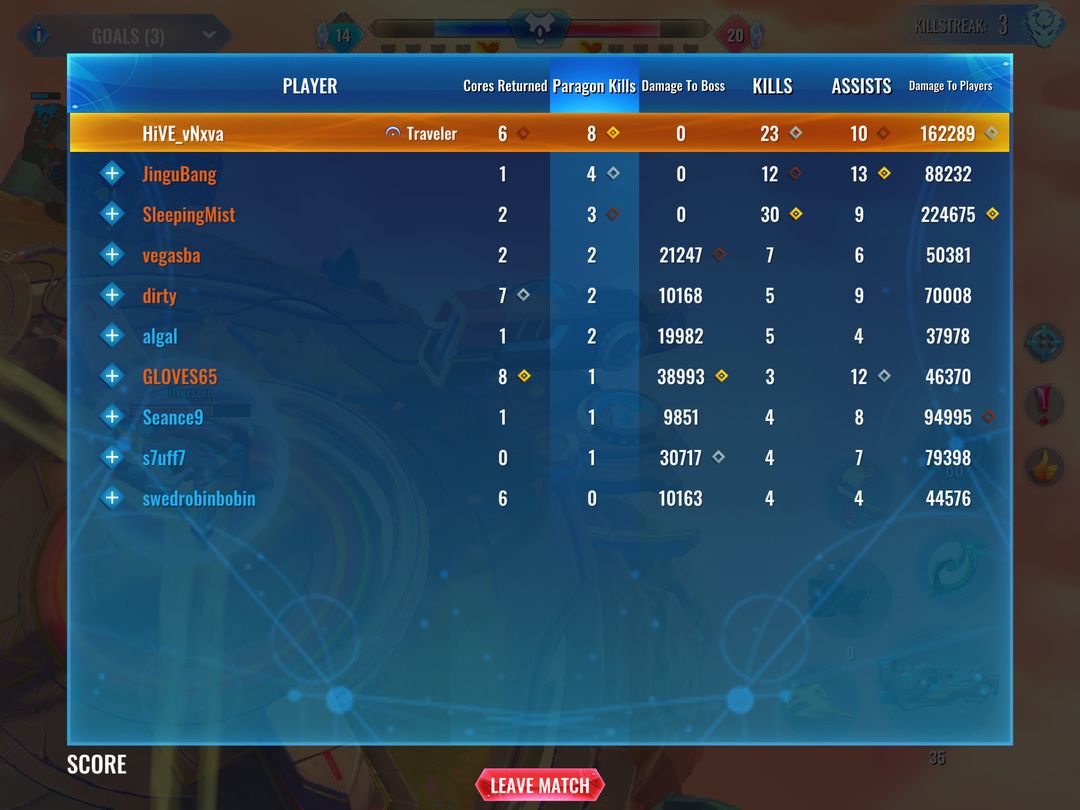 GOALS (3) 14 20 KILLSTREAK: 3
PLAYER Cores Returned Paragon Kills Damage To Boss KILLS ASSISTS Damage To Players
HiVE_vNxva Traveler 6 8 0 23 10 162289
JinguBang 1 4 0 12 13 88232
SleepingMist 2 3 0 30 9 224675
vegasba 2 2 21247 7 6 50381
dirty 7 2 10168 5 9 70008
algal 1 2 19982 5 4 37978
GLOVES65 8 1 38993 3 12 46370
Overseer
Seance9 1 1 9851 4 8 94995
s7uff7 0 1 30717 4 7 79398
swedrobinbobin 6 0 10163 4 4 44576
0
35
SCORE
LEAVE MATCH